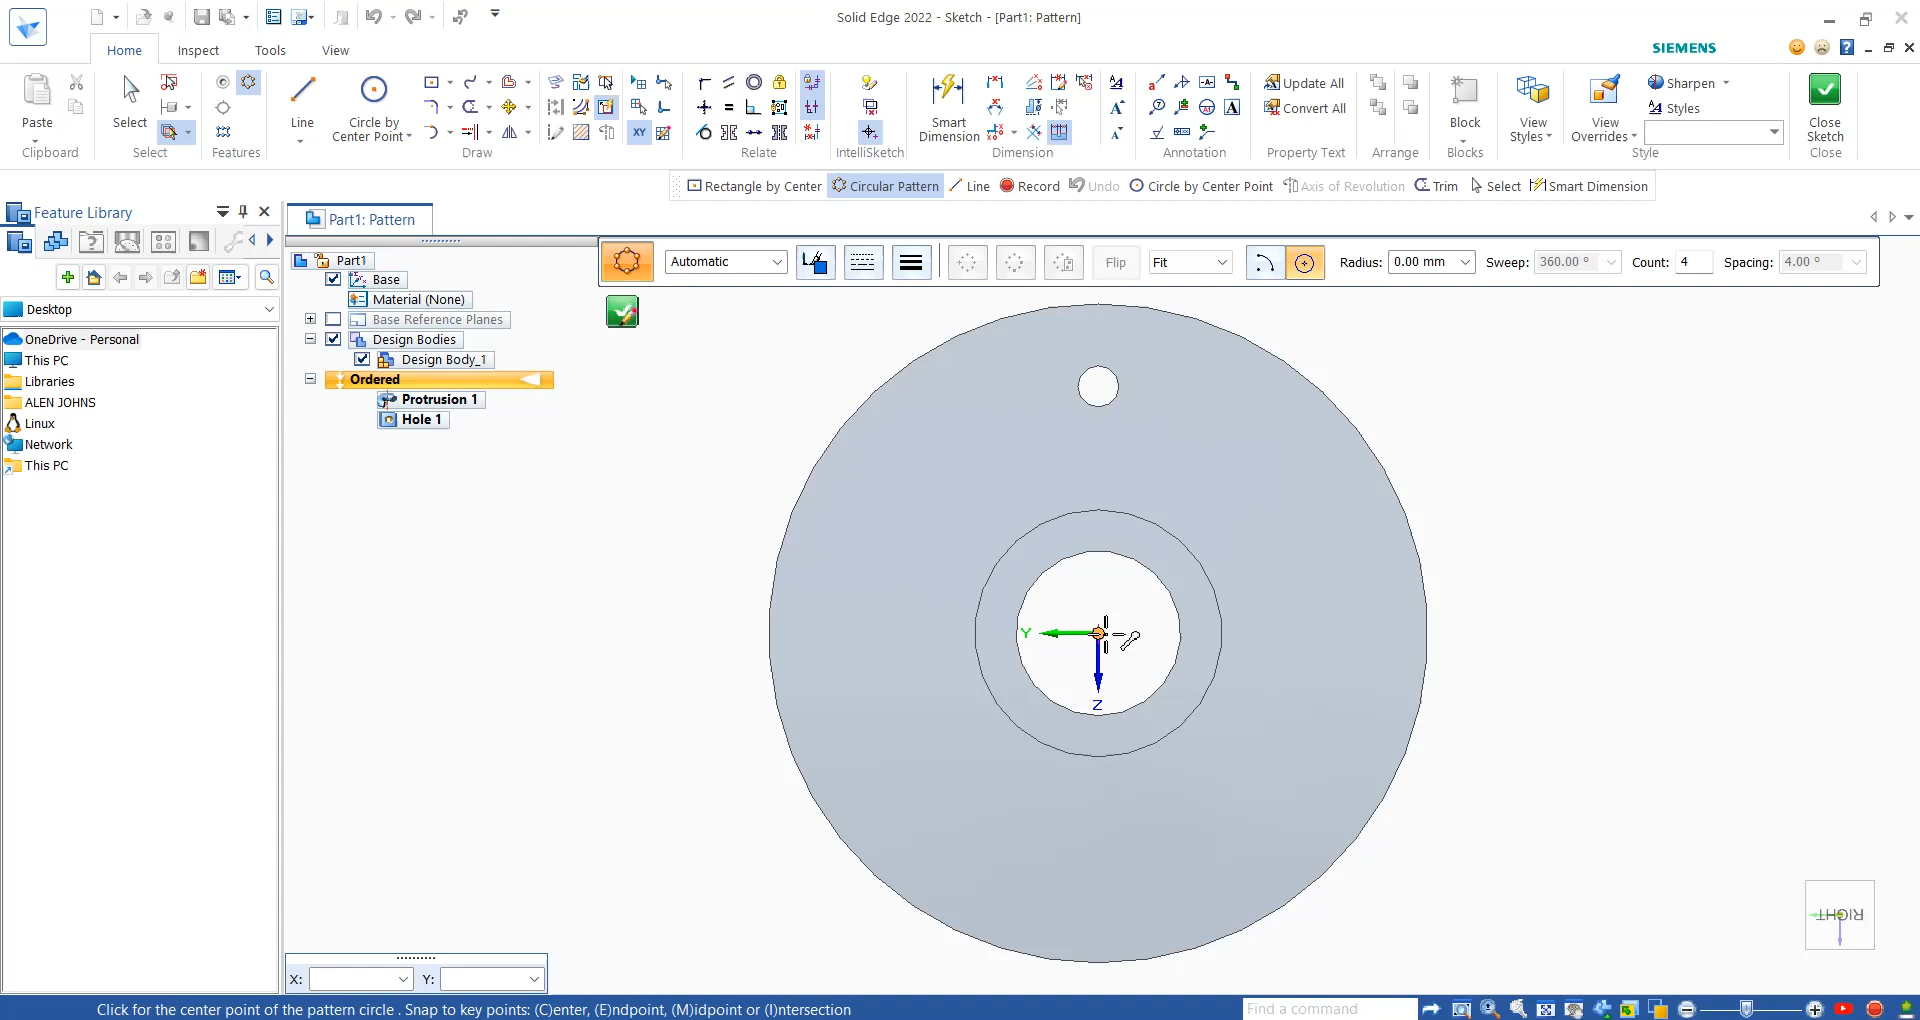 Solid Edge 2022 - Sketch - [Part1: Pattern]
Home Inspect Tools View
SIEMENS
Paste
Clipboard
Select
Select
Features
Line
Circle by Center Point
Draw
XY
Relate
IntelliSketch
Smart Dimension
Dimension
A
Annotation
Update All
Convert All
Property Text
Arrange
Block
Blocks
View Styles
View Overrides
Sharpen
Styles
Style
Close Sketch
Close
Rectangle by Center Circular Pattern Line Record Undo Circle by Center Point Axis of Revolution Trim Select Smart Dimension
Feature Library
Part1: Pattern
Automatic Flip Fit Radius: 0.00 mm Sweep: 360.00 ° Count: 4 Spacing: 4.00 °
Desktop
OneDrive - Personal
This PC
Libraries
ALEN JOHNS
Linux
Network
This PC
Part1
Base
Material (None)
Base Reference Planes
Design Bodies
Design Body_1
Ordered
Protrusion 1
Hole 1
Y
Z
RIGHT
X: Y:
Click for the center point of the pattern circle . Snap to key points: (C)enter, (E)ndpoint, (M)idpoint or (I)ntersection
Find a command